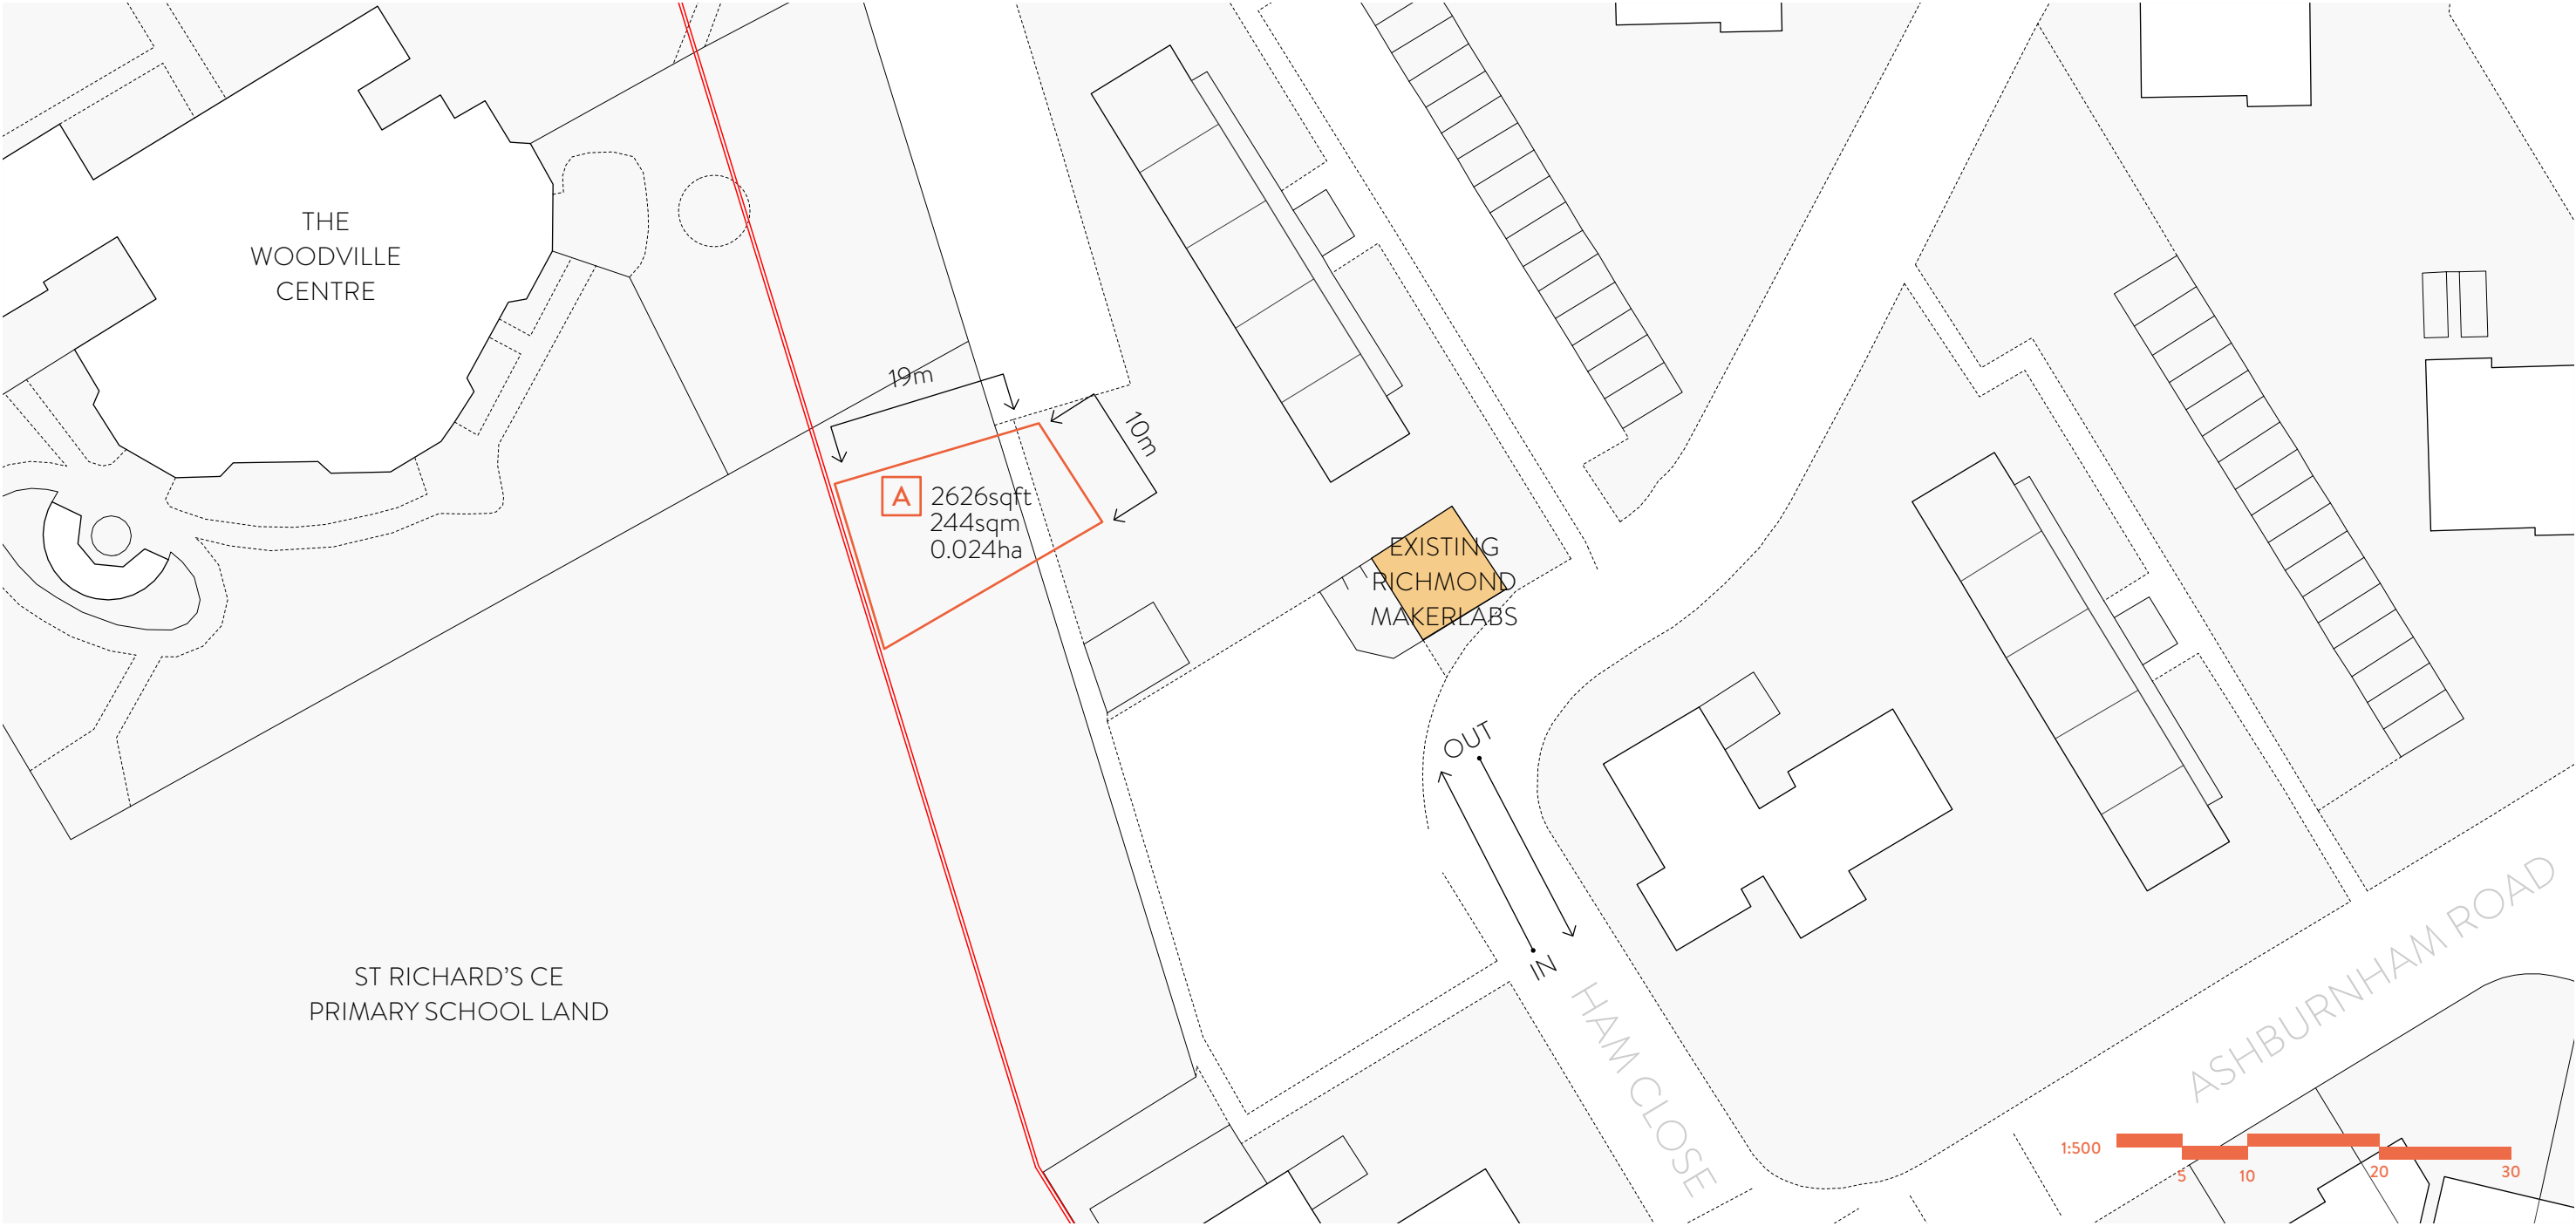 THE
WOODVILLE
CENTRE
19m
10m
A
2626sqft
244sqm
0.024ha
EXISTING
RICHMOND
MAKERLABS
OUT
IN
ST RICHARD'S CE
PRIMARY SCHOOL LAND
HAM CLOSE
ASHBURNHAM ROAD
1:500
5 10 20 30